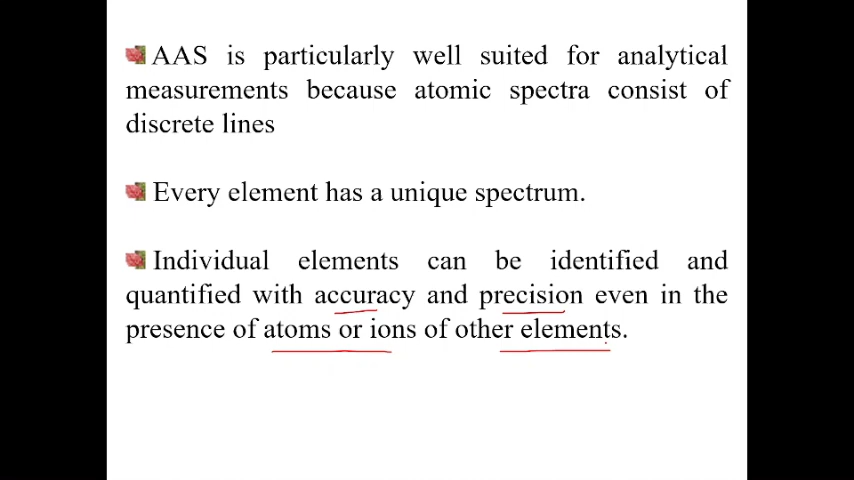 AAS is particularly well suited for analytical
measurements because atomic spectra consist of
discrete lines
Every element has a unique spectrum.
Individual elements can be identified and
quantified with accuracy and precision even in the
presence of atoms or ions of other elements.